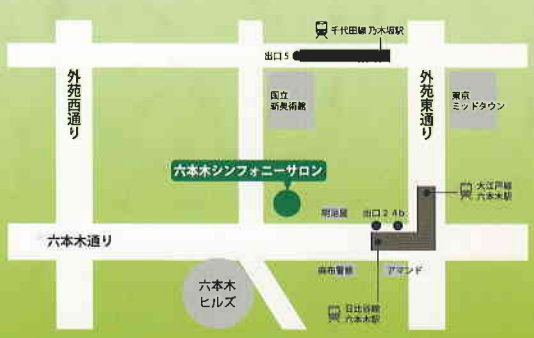 千代田線 乃木坂駅
出口 5
外苑西通り
国立
新美術館
外苑東通り
東京
ミッドタウン
六本木シンフォニーサロン
大江戸線
六本木駅
明治屋
出口 2 4b
六本木通り
麻布警察
アマンド
六本木
ヒルズ
日比谷線
六本木駅